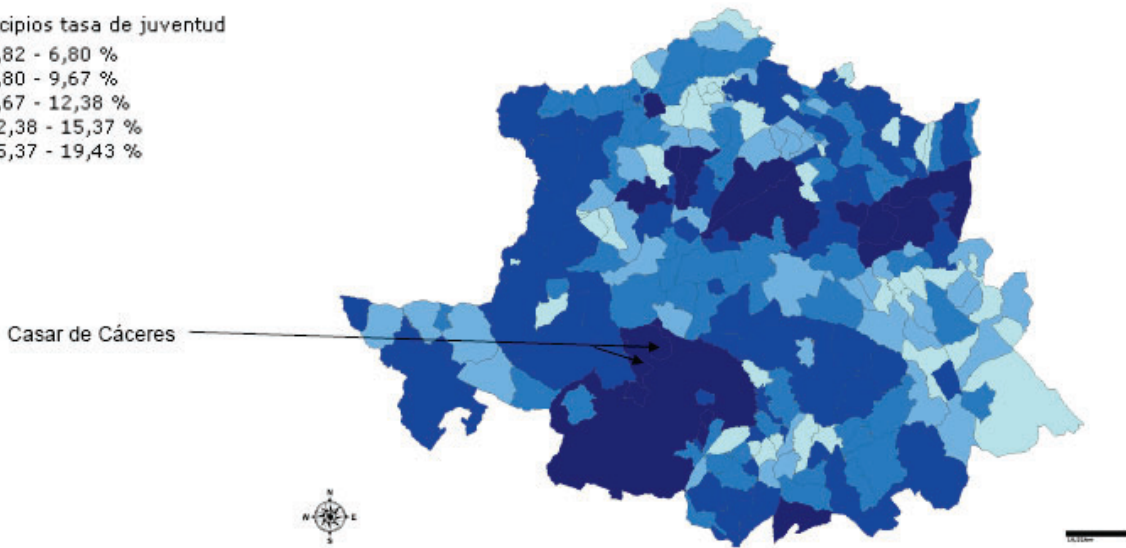 cipios tasa de juventud
,82 - 6,80 %
,80 - 9,67 %
,67 - 12,38 %
2,38 - 15,37 %
5,37 - 19,43 %
Casar de Cáceres
N
W E
S